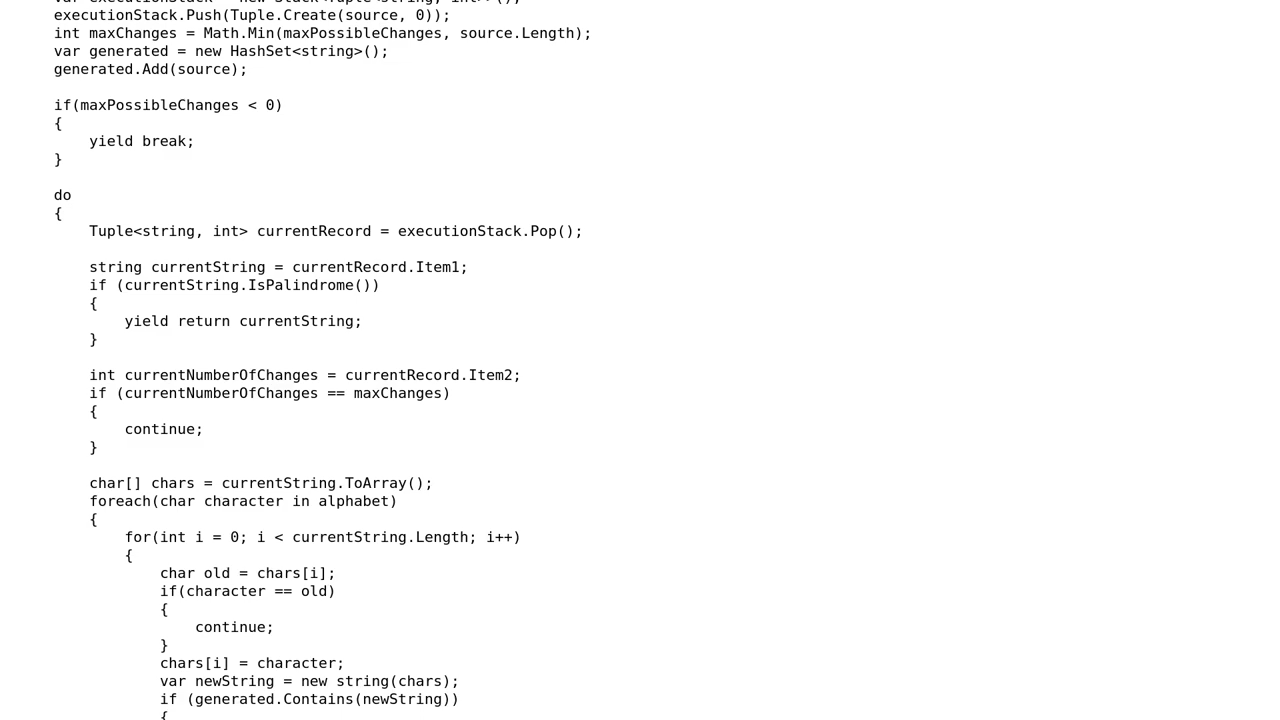 executionStack.Push(Tuple.Create(source, 0));
int maxChanges = Math.Min(maxPossibleChanges, source.Length);
var generated = new HashSet<string>();
generated.Add(source);
if(maxPossibleChanges < 0)
{
yield break;
}
do
{
Tuple<string, int> currentRecord = executionStack.Pop();
string currentString = currentRecord.Item1;
if (currentString.IsPalindrome())
{
yield return currentString;
}
int currentNumberOfChanges = currentRecord.Item2;
if (currentNumberOfChanges == maxChanges)
{
continue;
}
char[] chars = currentString.ToArray();
foreach(char character in alphabet)
{
for(int i = 0; i < currentString.Length; i++)
{
char old = chars[i];
if(character == old)
{
continue;
}
chars[i] = character;
var newString = new string(chars);
if (generated.Contains(newString))
{